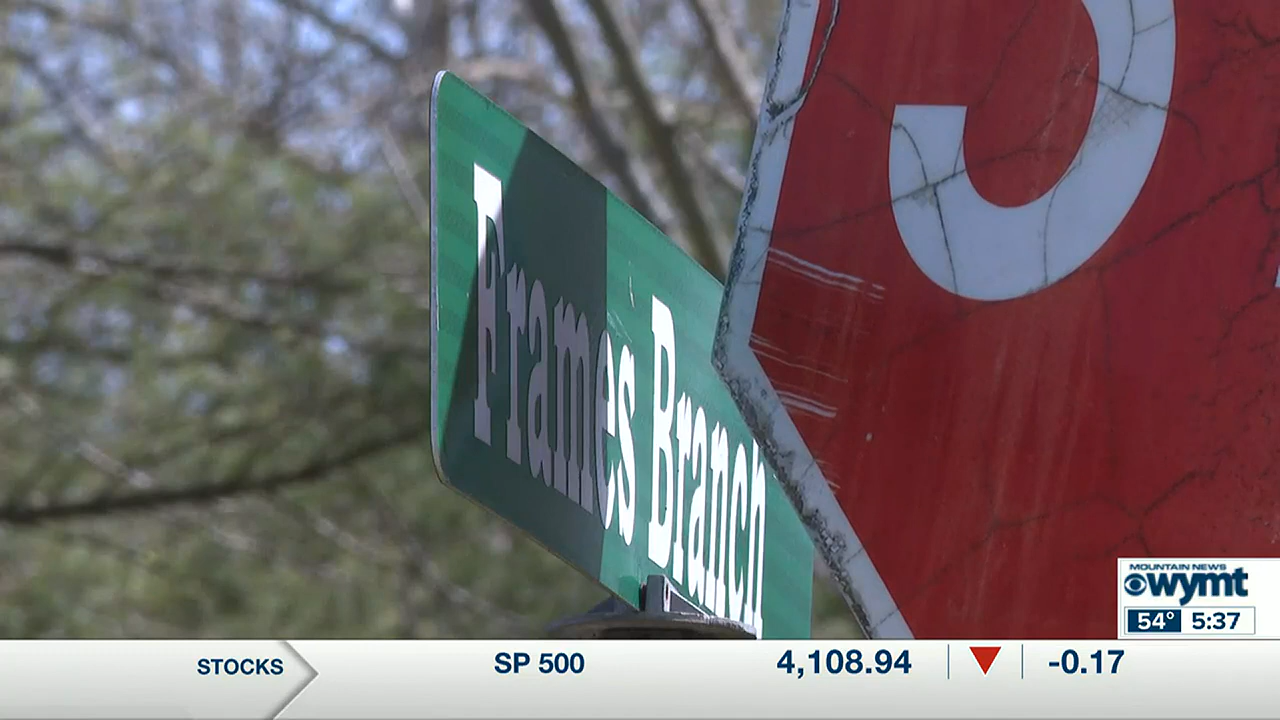 Frames Branch
S
MOUNTAIN NEWS
wymt
54° 5:37
STOCKS SP 500 4,108.94 -0.17